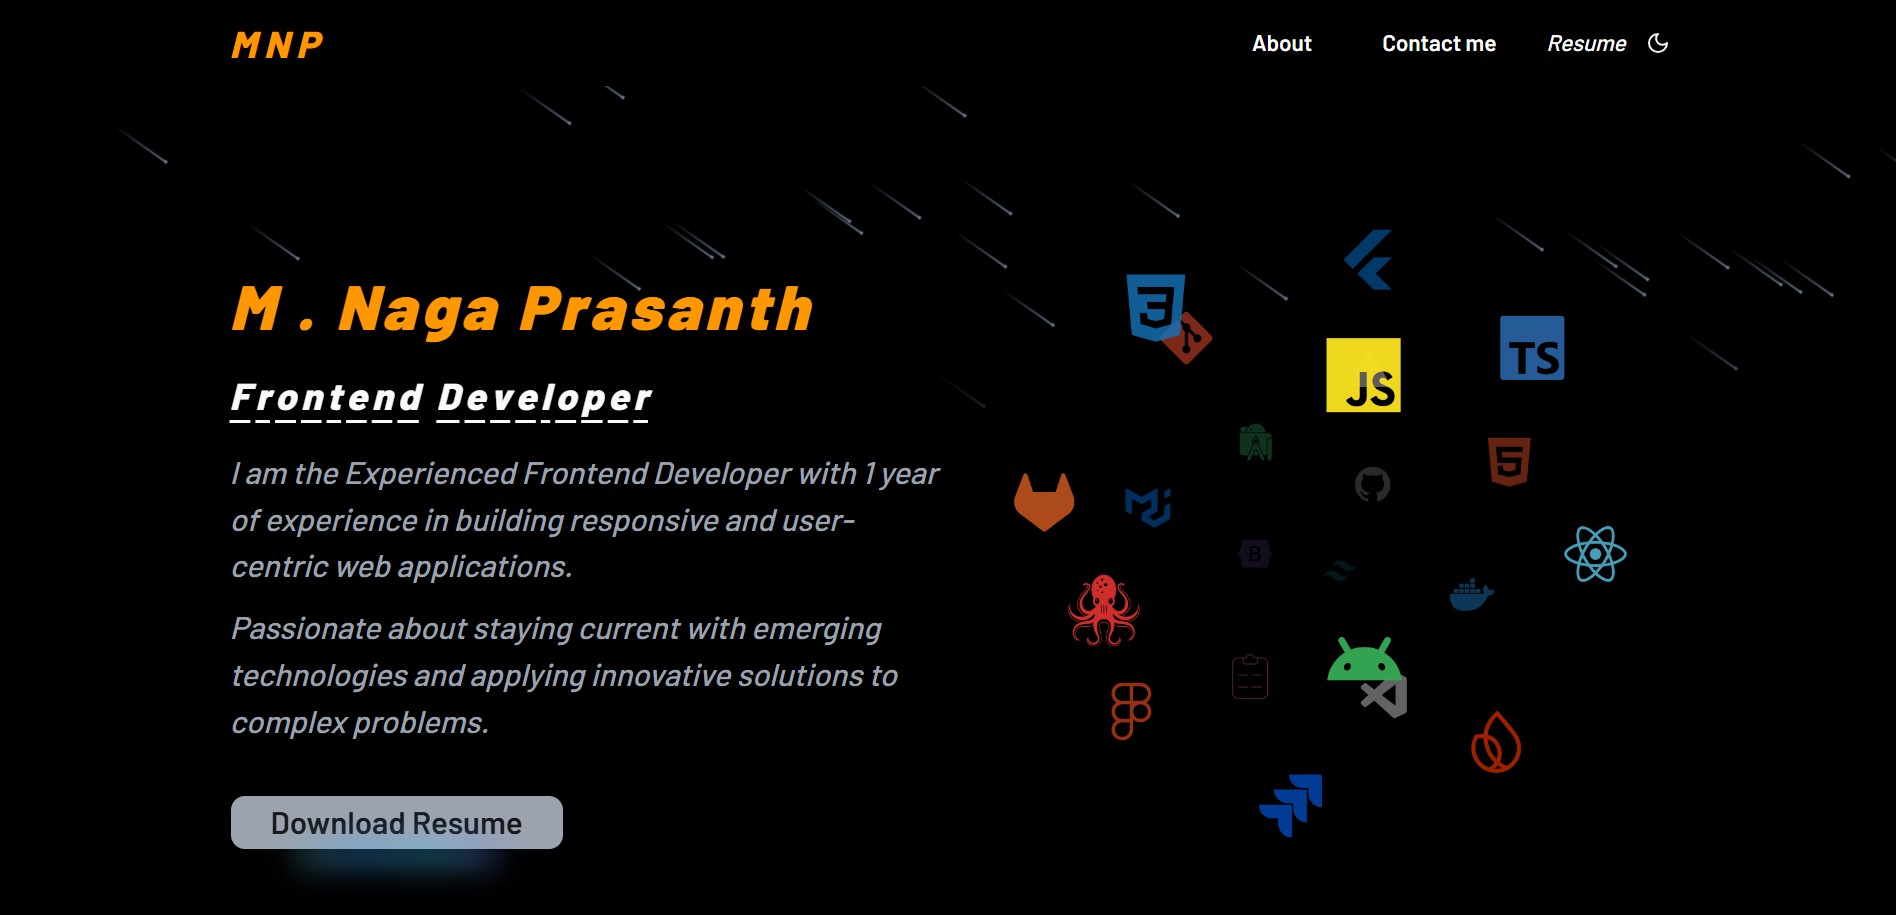 MNP
About Contact me Resume
M . Naga Prasanth
Frontend Developer
I am the Experienced Frontend Developer with 1 year
of experience in building responsive and user-
centric web applications.
Passionate about staying current with emerging
technologies and applying innovative solutions to
complex problems.
Download Resume
TS
JS
B